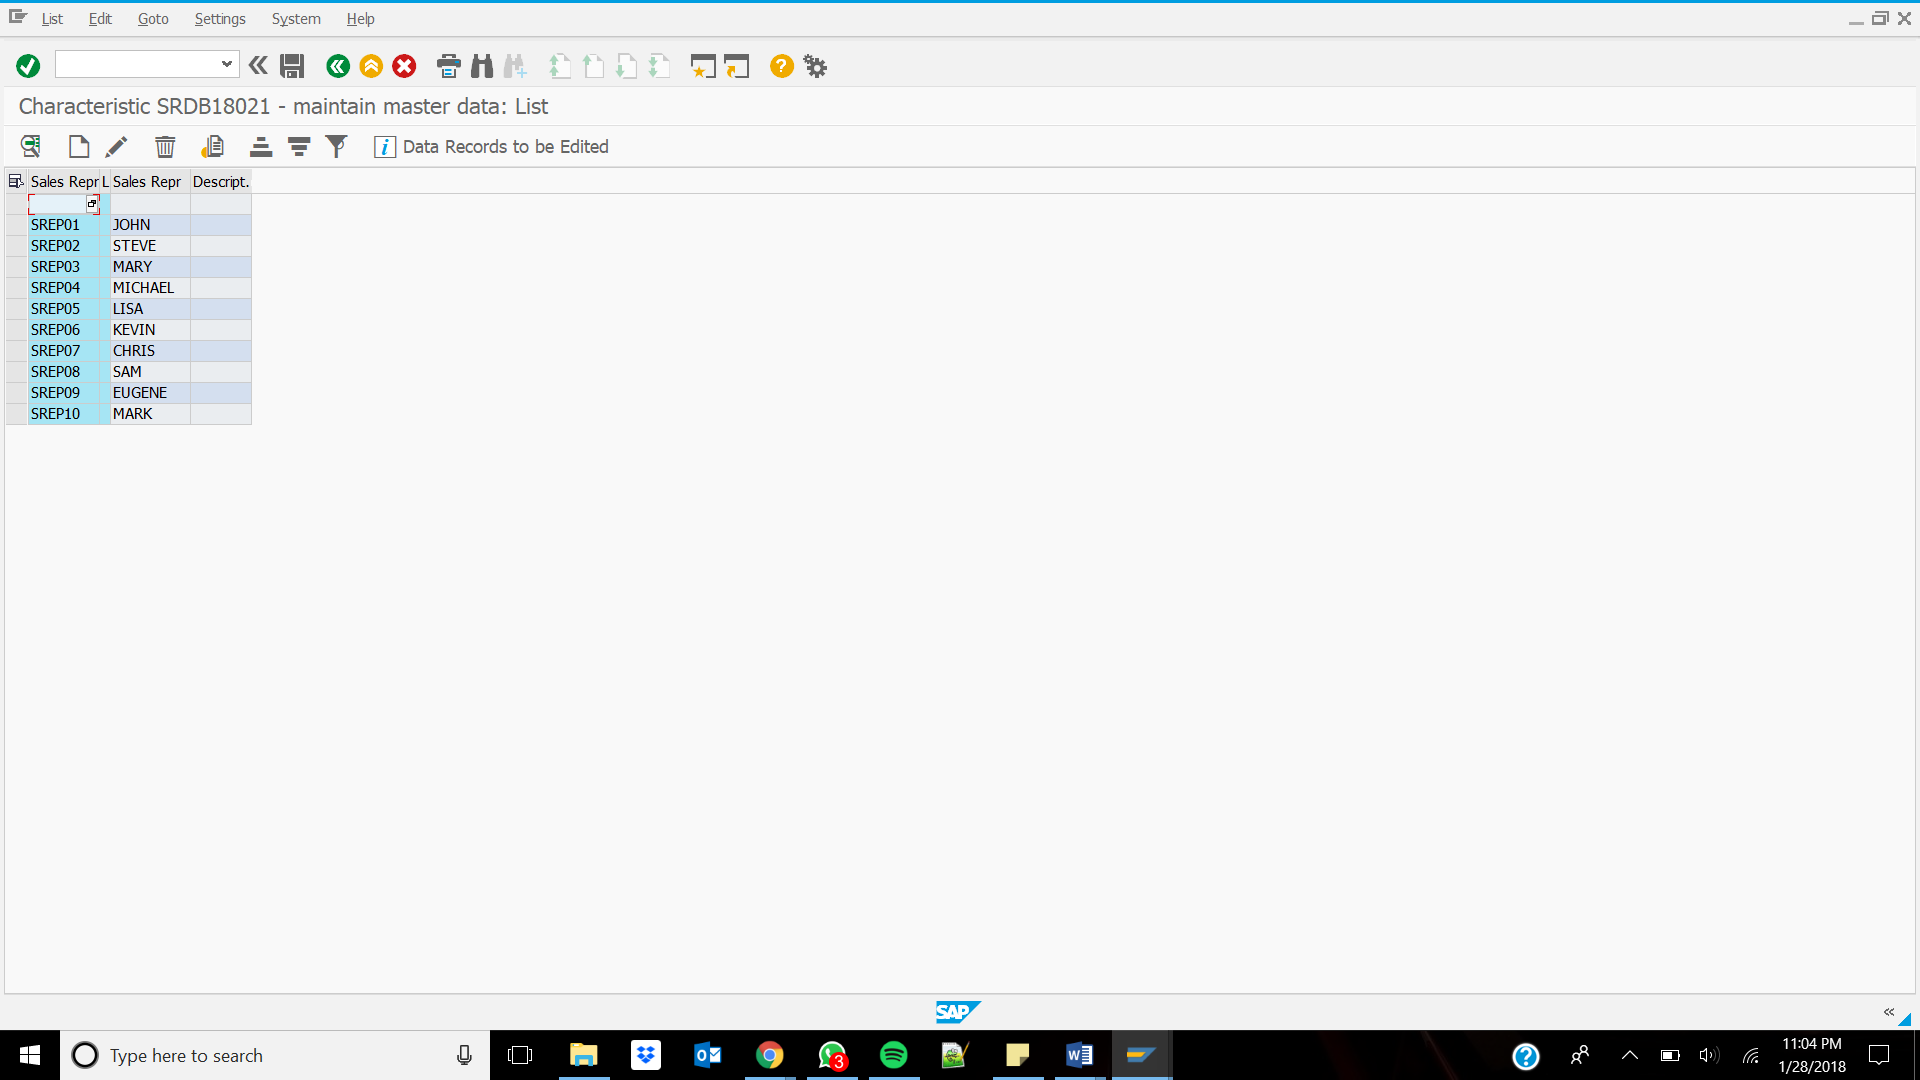 List Edit Goto Settings System Help
Characteristic SRDB18021 - maintain master data: List
i Data Records to be Edited
Sales Repr L Sales Repr Descript.
SREP01 JOHN
SREP02 STEVE
SREP03 MARY
SREP04 MICHAEL
SREP05 LISA
SREP06 KEVIN
SREP07 CHRIS
SREP08 SAM
SREP09 EUGENE
SREP10 MARK
SAP
Type here to search
3
11:04 PM
1/28/2018